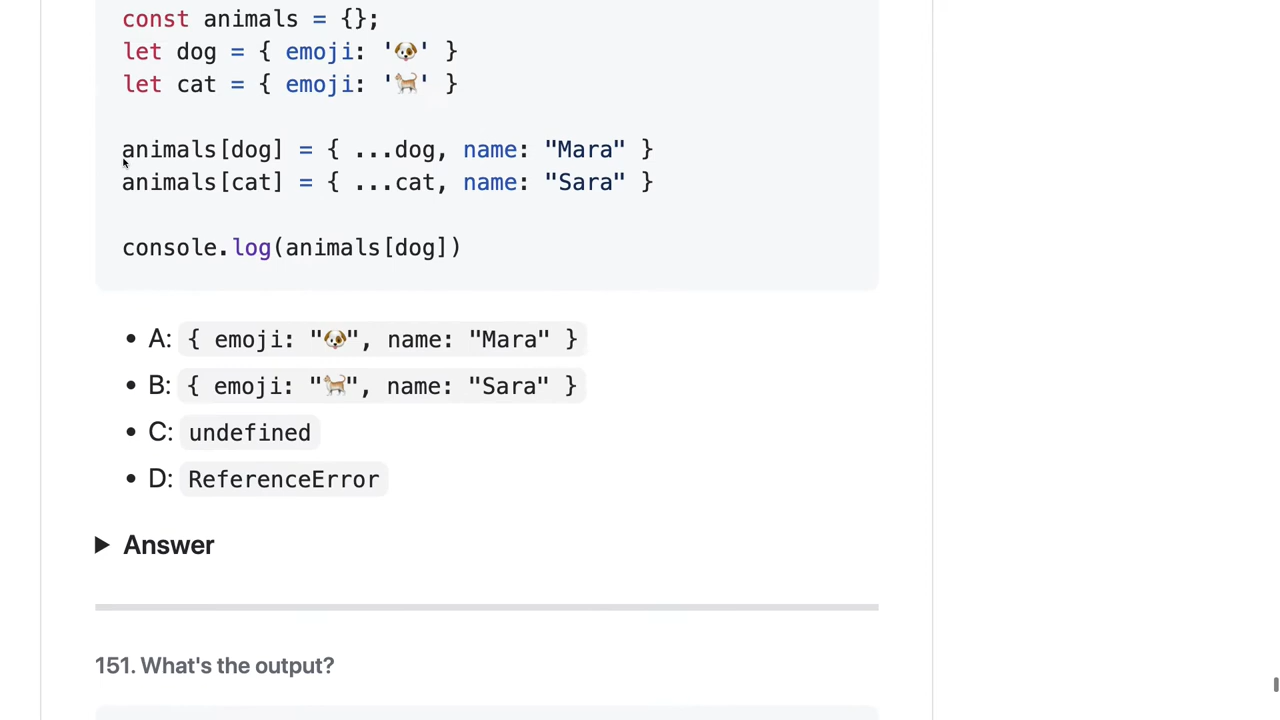 const animals = {};
let dog = { emoji: '🐶' }
let cat = { emoji: '🐈' }
animals[dog] = { ...dog, name: "Mara" }
animals[cat] = { ...cat, name: "Sara" }
console.log(animals[dog])
• A: { emoji: "🐶", name: "Mara" }
• B: { emoji: "🐈", name: "Sara" }
• C: undefined
• D: ReferenceError
▶ Answer
151. What's the output?